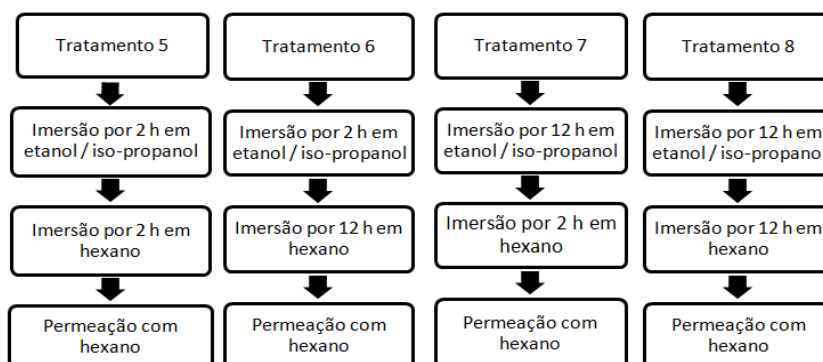 Tratamento 5
Imersão por 2 h em
etanol / iso-propanol
Imersão por 2 h em
hexano
Permeação com
hexano
Tratamento 6
Imersão por 2 h em
etanol / iso-propanol
Imersão por 12 h em
hexano
Permeação com
hexano
Tratamento 7
Imersão por 12 h em
etanol / iso-propanol
Imersão por 2 h em
hexano
Permeação com
hexano
Tratamento 8
Imersão por 12 h em
etanol / iso-propano
Imersão por 12 h em
hexano
Permeação com
hexano